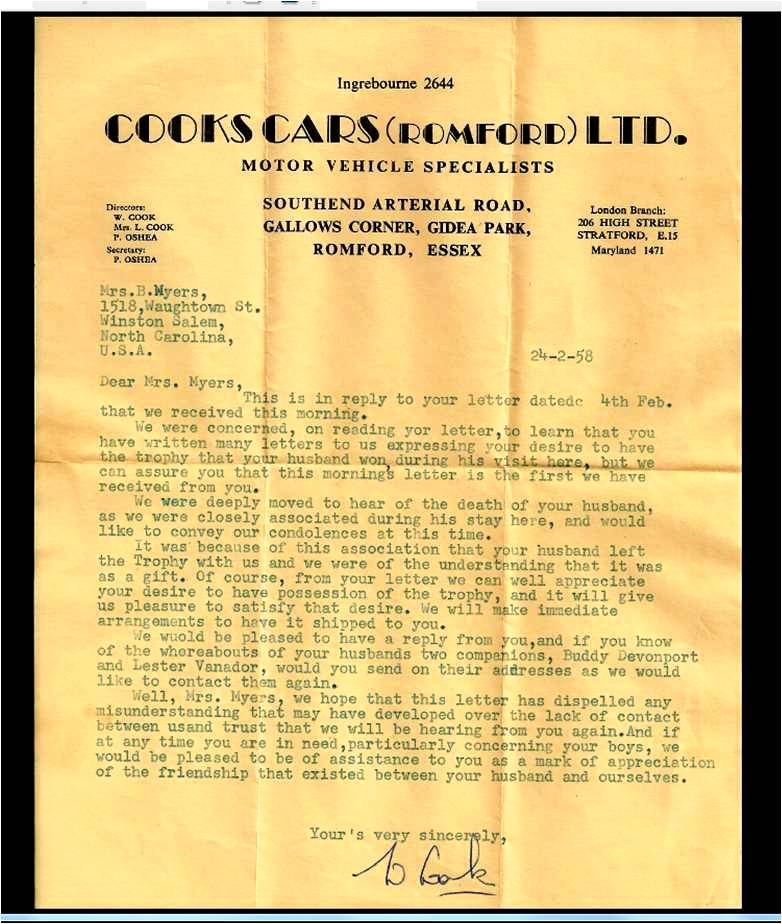 Ingrebourne 2644
COOKS CARS (ROMFORD) LTD.
MOTOR VEHICLE SPECIALISTS
Directors:
W. COOK
Mrs. L. COOK
P. OSHEA
Secretary:
P. OSHEA
SOUTHEND ARTERIAL ROAD,
GALLOWS CORNER, GIDEA PARK,
ROMFORD, ESSEX
London Branch:
206 HIGH STREET
STRATFORD, E.15
Maryland 1471
Mrs.B.Myers,
1518,Waughtown St.
Winston Salem,
North Carolina,
U.S.A.
24-2-58
Dear Mrs. Myers,
This is in reply to your letter datedc 4th Feb.
that we received this morning.
We were concerned, on reading yor letter,to learn that you
have written many letters to us expressing your desire to have
the trophy that your husband won during his visit here, but we
can assure you that this mornings letter is the first we have
received from you.
We were deeply moved to hear of the death of your husband,
as we were closely associated during his stay here, and would
like to convey our condolences at this time.
It was because of this association that your husband left
the Trophy with us and we were of the understanding that it was
as a gift. Of course, from your letter we can well appreciate
your desire to have possession of the trophy, and it will give
us pleasure to satisfy that desire. We will make immediate
arrangements to have it shipped to you.
We wuold be pleased to have a reply from you,and if you know
of the whereabouts of your husbands two companions, Buddy Devonport
and Lester Vanador, would you send on their addresses as we would
like to contact them again.
Well, Mrs. Myers, we hope that this letter has dispelled any
misunderstanding that may have developed over the lack of contact
between usand trust that we will be hearing from you again.And if
at any time you are in need,particularly concerning your boys, we
would be pleased to be of assistance to you as a mark of appreciation
of the friendship that existed between your husband and ourselves.
Your's very sincerely,
W Cook